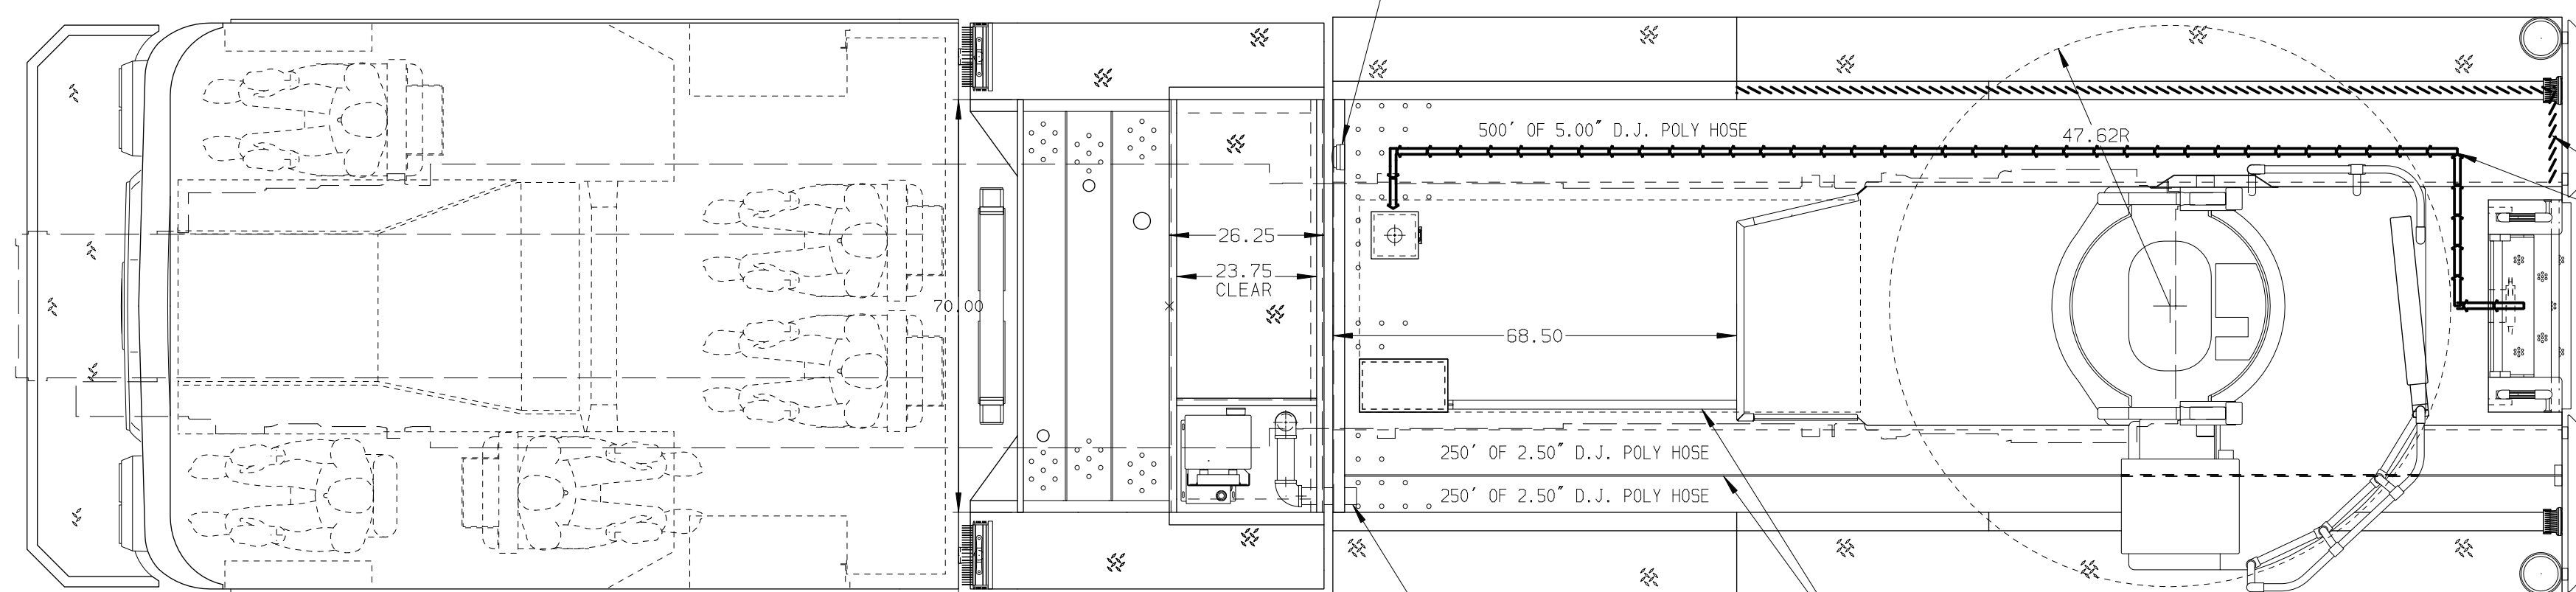 500' OF 5.00" D.J. POLY HOSE
47.62R
26.25
23.75
CLEAR
70.00
68.50
250' OF 2.50" D.J. POLY HOSE
250' OF 2.50" D.J. POLY HOSE